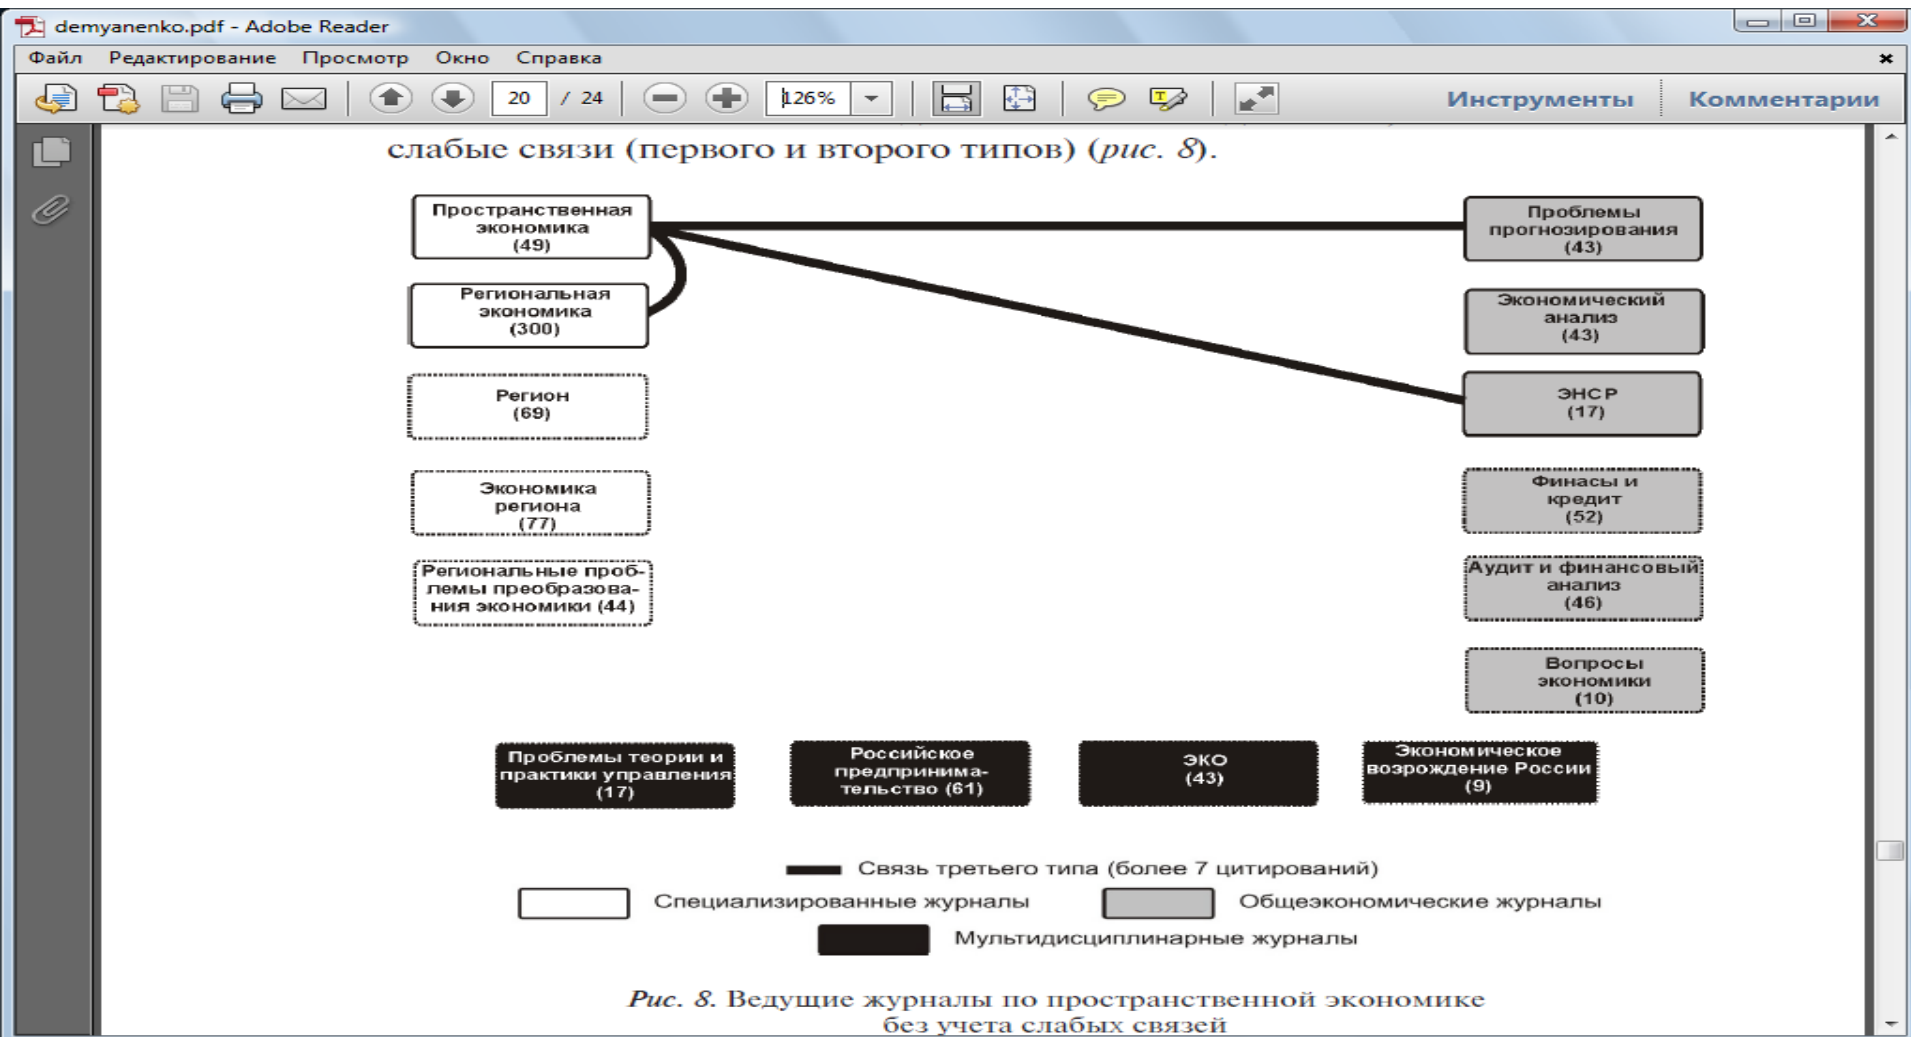 demyanenko.pdf - Adobe Reader
Файл Редактирование Просмотр Окно Справка
20 / 24 126% Инструменты Комментарии
слабые связи (первого и второго типов) (рис. 8).
Пространственная
экономика
(49)
Проблемы
прогнозирования
(43)
Региональная
экономика
(300)
Экономический
анализ
(43)
Регион
(69)
ЭНСР
(17)
Экономика
региона
(77)
Финасы и
кредит
(52)
Региональные проб-
лемы преобразова-
ния экономики (44)
Аудит и финансовый
анализ
(46)
Вопросы
экономики
(10)
Проблемы теории и
практики управления
(17)
Российское
предпринима-
тельство (61)
ЭКО
(43)
Экономическое
возрождение России
(9)
Связь третьего типа (более 7 цитирований)
Специализированные журналы Общеэкономические журналы
Мультидисциплинарные журналы
Рис. 8. Ведущие журналы по пространственной экономике
без учета слабых связей